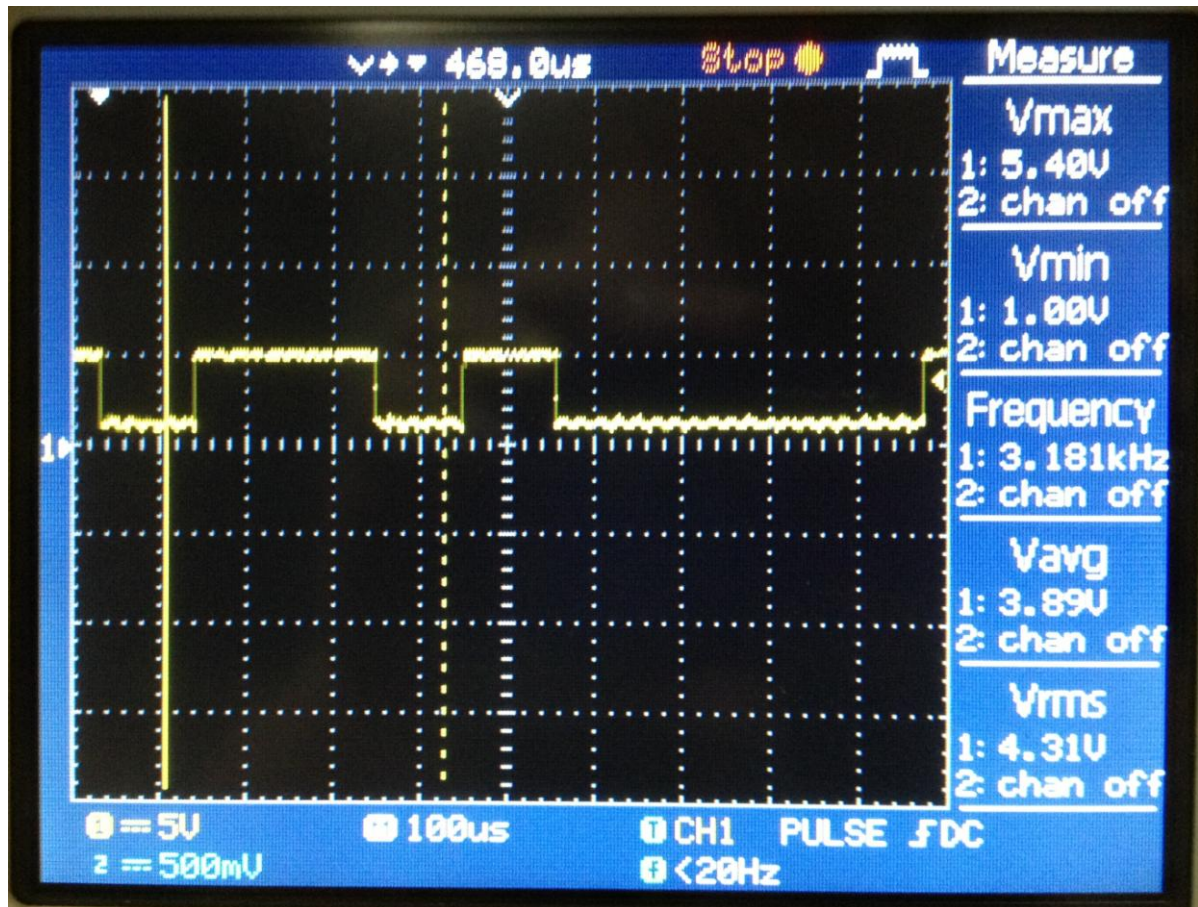 468.0us
Stop
Measure
Vmax
1: 5.40V
2: chan off
Vmin
1: 1.00V
2: chan off
Frequency
1: 3.181kHz
2: chan off
Vavg
1: 3.89V
2: chan off
Vrms
1: 4.31V
2: chan off
1
1 5V
100us
T CH1 PULSE DC
2 500mV
f <20Hz